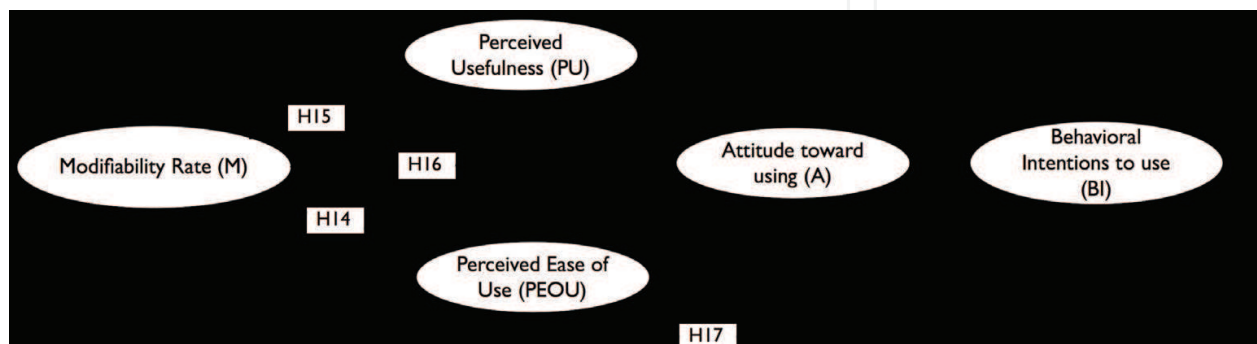 Perceived
Usefulness (PU)
H15
Modifiability Rate (M)
H16
Attitude toward
using (A)
Behavioral
Intentions to use
(BI)
H14
Perceived Ease of
Use (PEOU)
H17